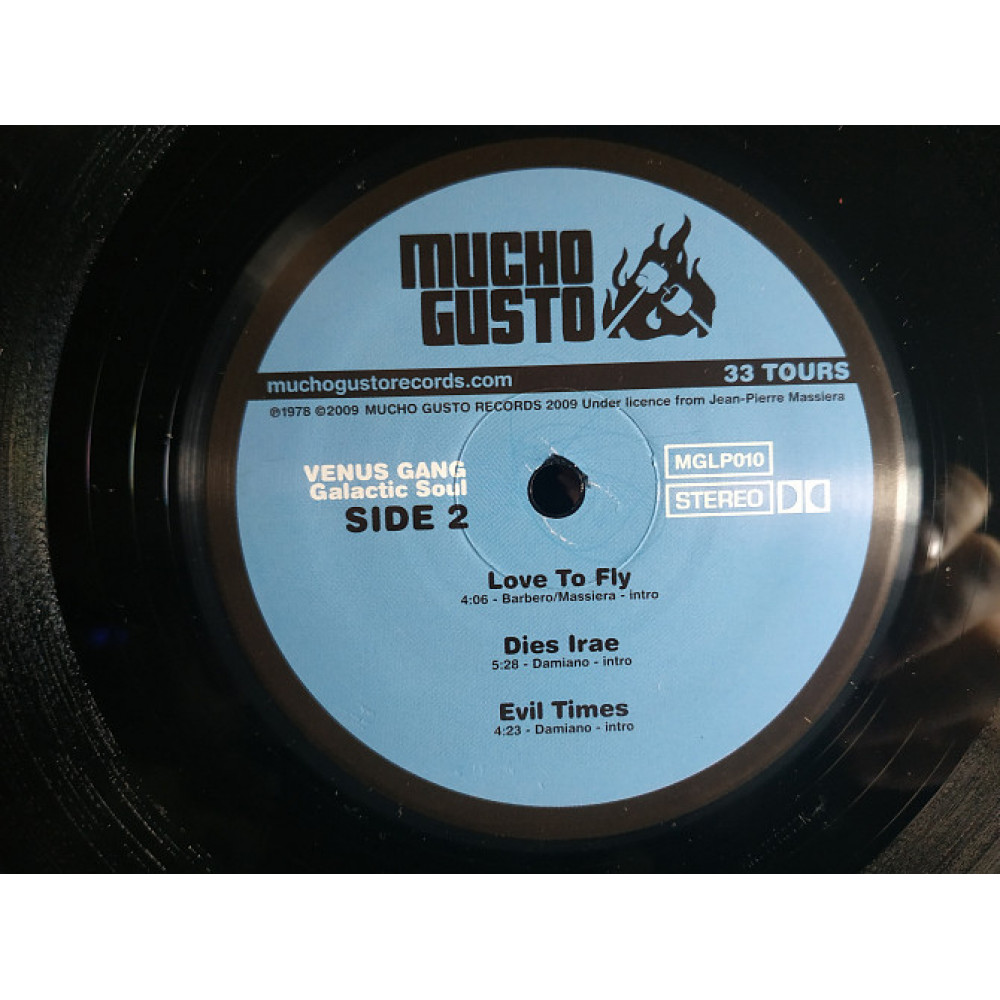 MUCHO
GUSTO
muchogustorecords.com
33 TOURS
℗1978 ©2009 MUCHO GUSTO RECORDS 2009 Under licence from Jean-Pierre Massiera
VENUS GANG
Galactic Soul
SIDE 2
MGLP010
STEREO
Love To Fly
4:06 - Barbero/Massiera - intro
Dies Irae
5:28 - Damiano - intro
Evil Times
4:23 - Damiano - intro